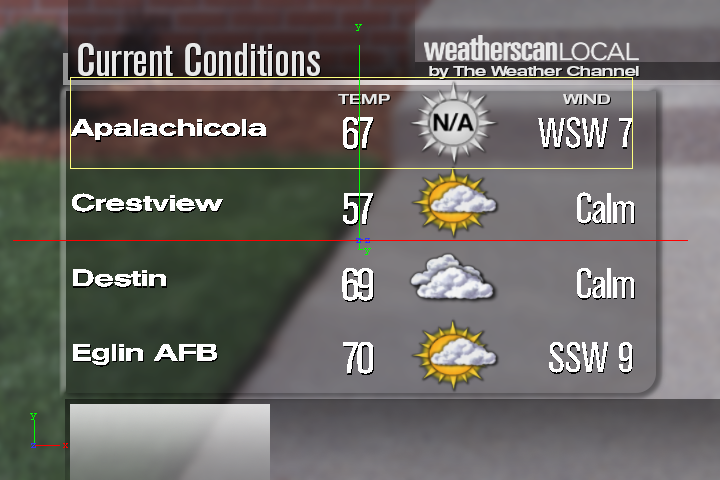 Current Conditions
weatherscanLOCAL
by The Weather Channel
TEMP WIND
Apalachicola 67 N/A WSW 7
Crestview 57 Calm
Destin 69 Calm
Eglin AFB 70 SSW 9
y
y
y